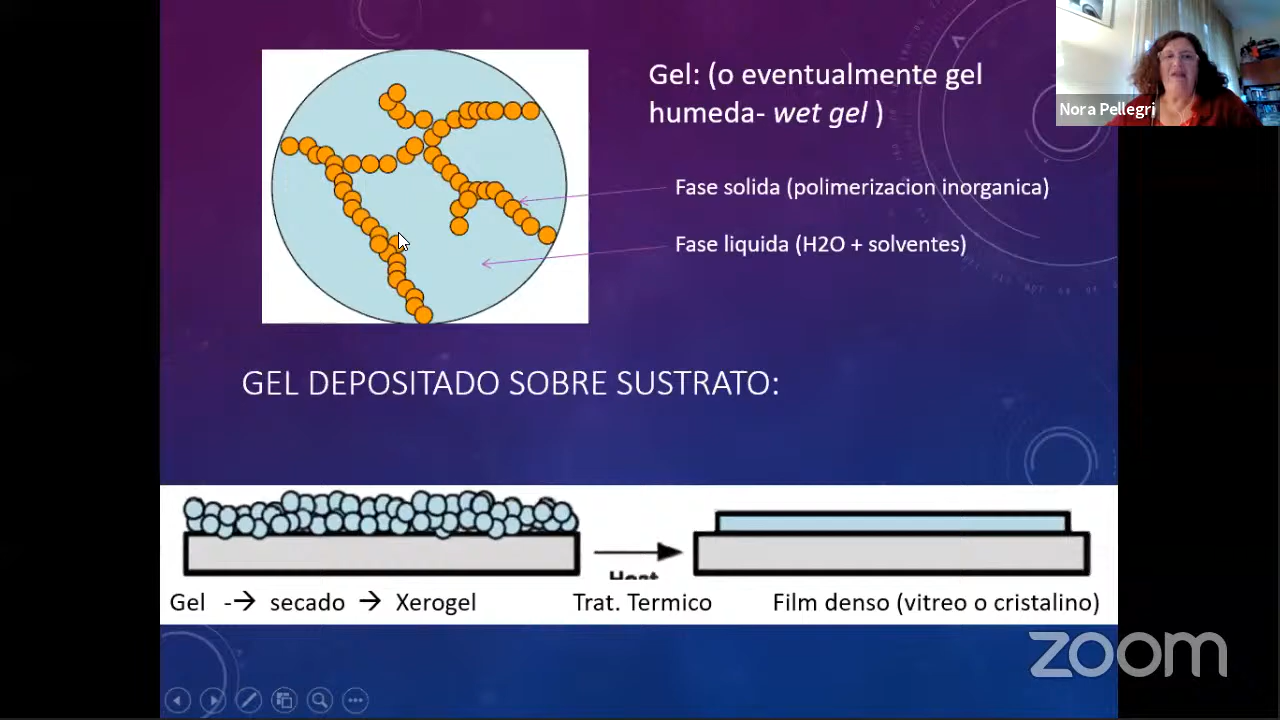 Gel: (o eventualmente gel
humeda- wet gel )
Nora Pellegri
Fase solida (polimerizacion inorganica)
Fase liquida (H2O + solventes)
GEL DEPOSITADO SOBRE SUSTRATO:
Heat
Gel -→ secado → Xerogel Trat. Termico Film denso (vitreo o cristalino)
zoom